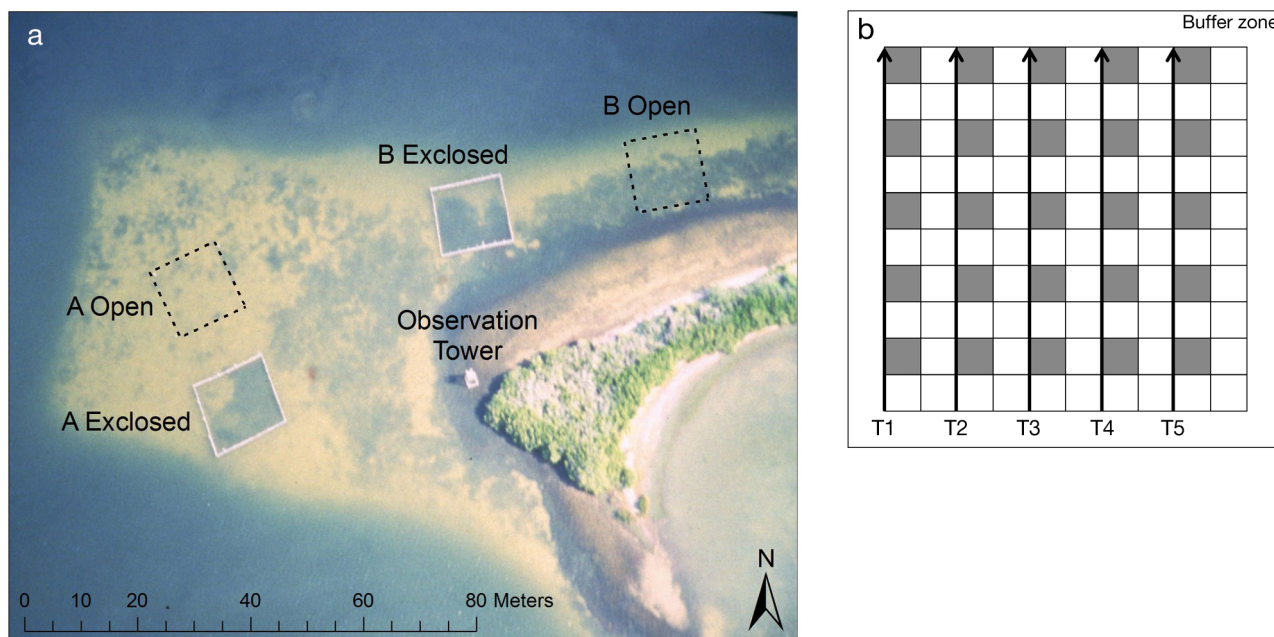 a
B Open
B Exclosed
A Open
Observation
Tower
A Exclosed
N
0 10 20 40 60 80 Meters
b
Buffer zone
T1 T2 T3 T4 T5